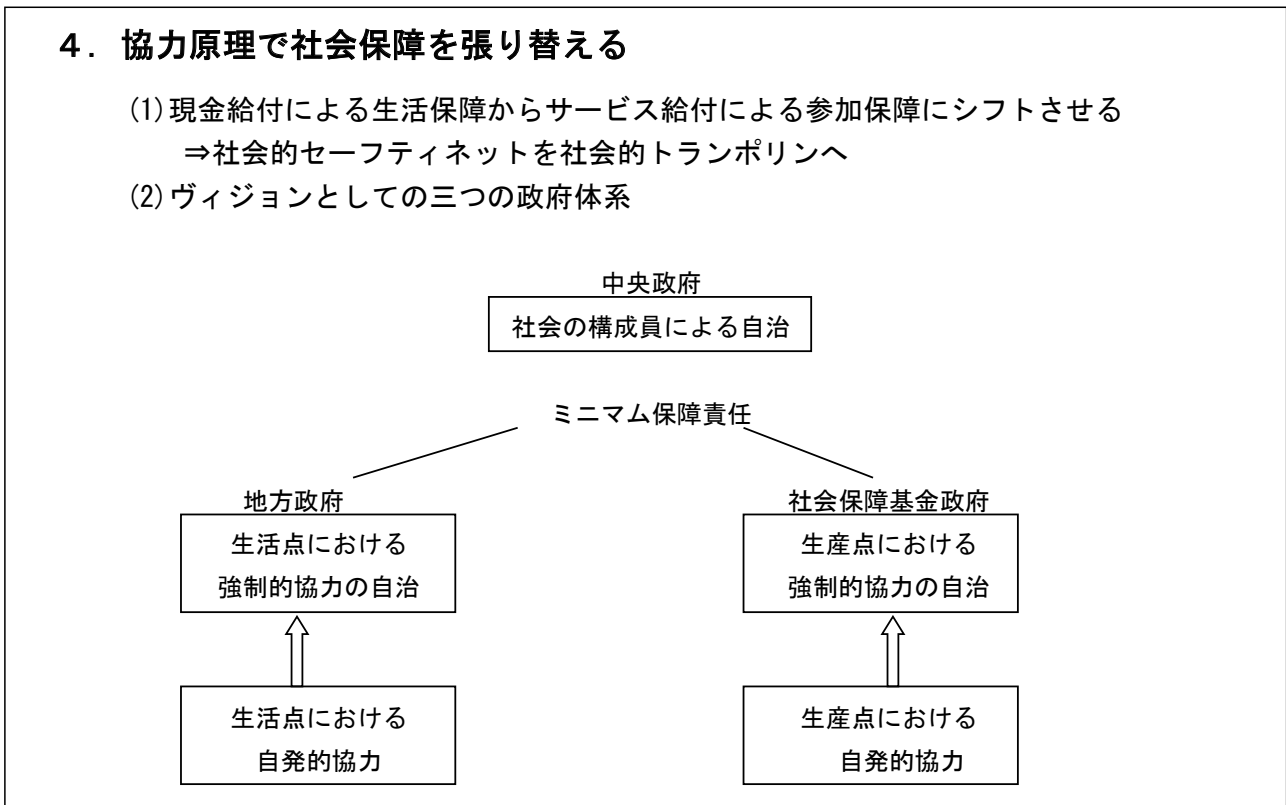 ４．協力原理で社会保障を張り替える
(1)現金給付による生活保障からサービス給付による参加保障にシフトさせる
⇒社会的セーフティネットを社会的トランポリンへ
(2)ヴィジョンとしての三つの政府体系
中央政府
社会の構成員による自治
ミニマム保障責任
地方政府
生活点における
強制的協力の自治
社会保障基金政府
生産点における
強制的協力の自治
生活点における
自発的協力
生産点における
自発的協力